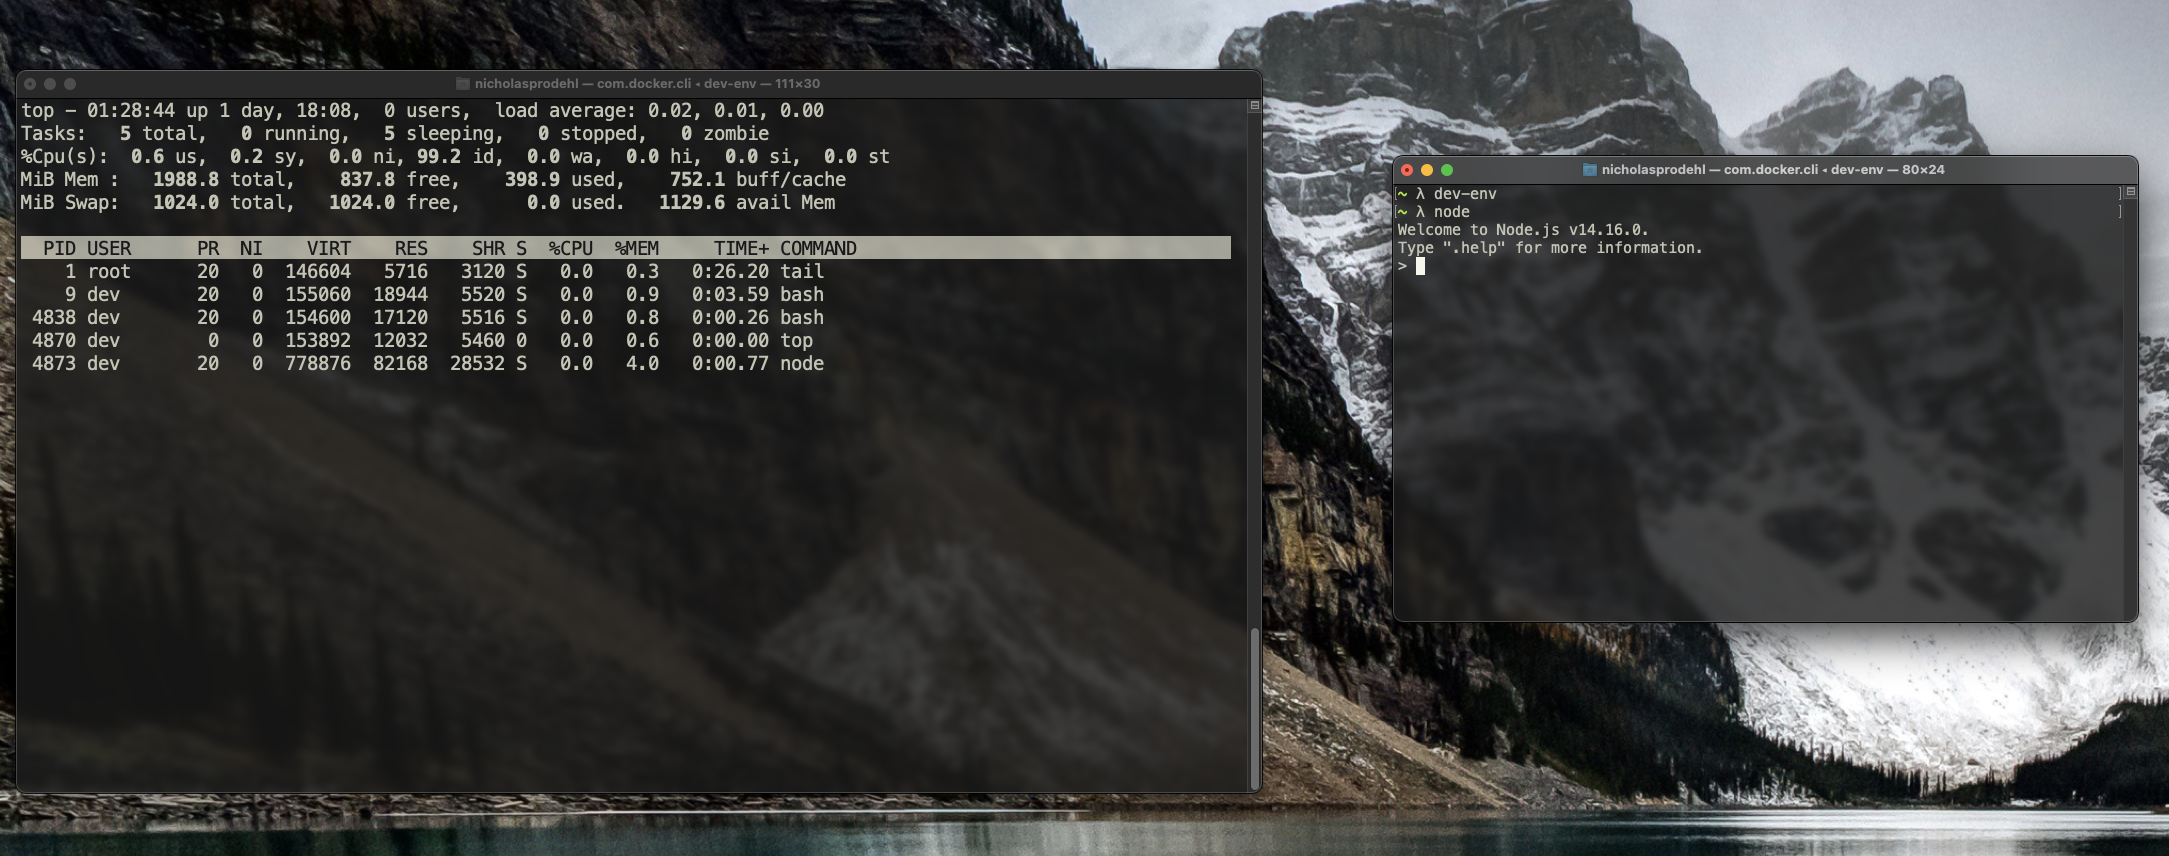 nicholasprodehl — com.docker.cli ◂ dev-env — 111×30
top - 01:28:44 up 1 day, 18:08,  0 users,  load average: 0.02, 0.01, 0.00
Tasks:   5 total,   0 running,   5 sleeping,   0 stopped,   0 zombie
%Cpu(s):  0.6 us,  0.2 sy,  0.0 ni, 99.2 id,  0.0 wa,  0.0 hi,  0.0 si,  0.0 st
MiB Mem :   1988.8 total,    837.8 free,    398.9 used,    752.1 buff/cache
MiB Swap:   1024.0 total,   1024.0 free,      0.0 used.   1129.6 avail Mem
  PID USER      PR  NI    VIRT    RES    SHR S  %CPU  %MEM     TIME+ COMMAND
    1 root      20   0  146604   5716   3120 S   0.0   0.3   0:26.20 tail
    9 dev       20   0  155060  18944   5520 S   0.0   0.9   0:03.59 bash
 4838 dev       20   0  154600  17120   5516 S   0.0   0.8   0:00.26 bash
 4870 dev        0   0  153892  12032   5460 0   0.0   0.6   0:00.00 top
 4873 dev       20   0  778876  82168  28532 S   0.0   4.0   0:00.77 node
nicholasprodehl — com.docker.cli ◂ dev-env — 80×24
[~ λ dev-env ]
[~ λ node ]
Welcome to Node.js v14.16.0.
Type ".help" for more information.
>